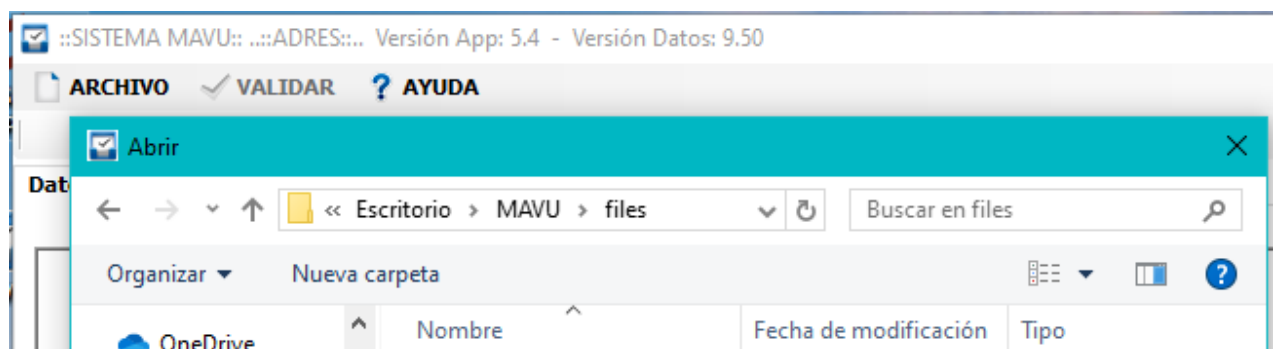 ::SISTEMA MAVU:: ..::ADRES::.. Versión App: 5.4 - Versión Datos: 9.50
ARCHIVO VALIDAR ? AYUDA
Abrir
Dat
« Escritorio > MAVU > files Buscar en files
Organizar Nueva carpeta ?
OneDrive Nombre Fecha de modificación Tipo